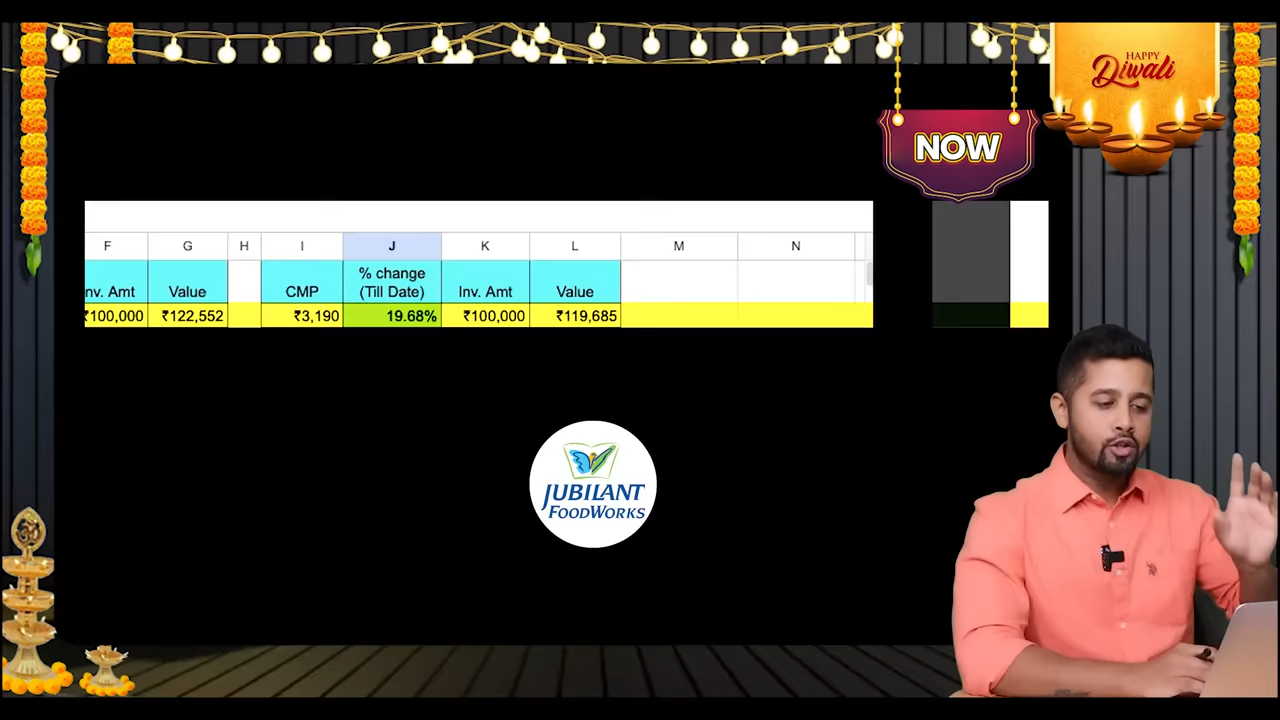 HAPPY
Diwali
NOW
F G H I J K L M N
nv. Amt Value CMP % change (Till Date) Inv. Amt Value
₹100,000 ₹122,552 ₹3,190 19.68% ₹100,000 ₹119,685
JUBILANT
FOODWORKS